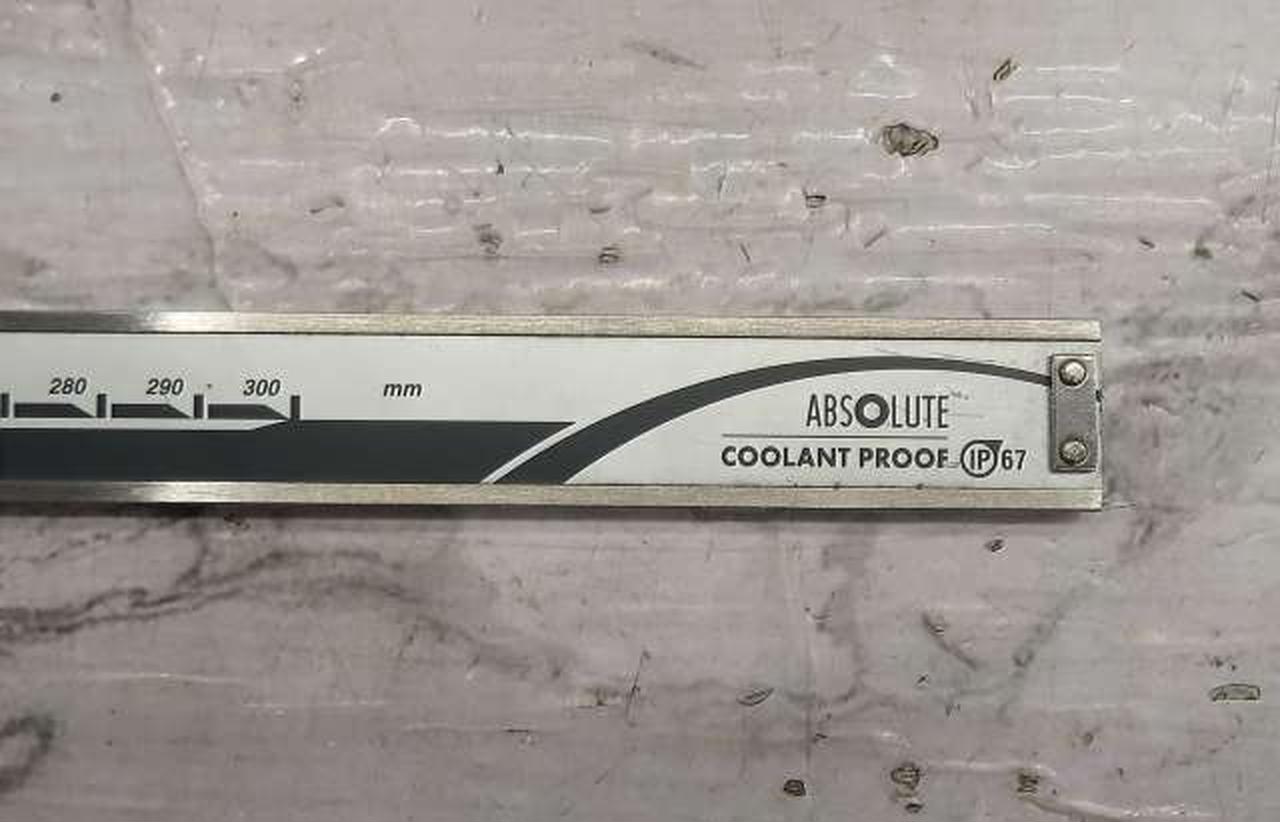 280 290 300 mm
ABSOLUTE
COOLANT PROOF IP67